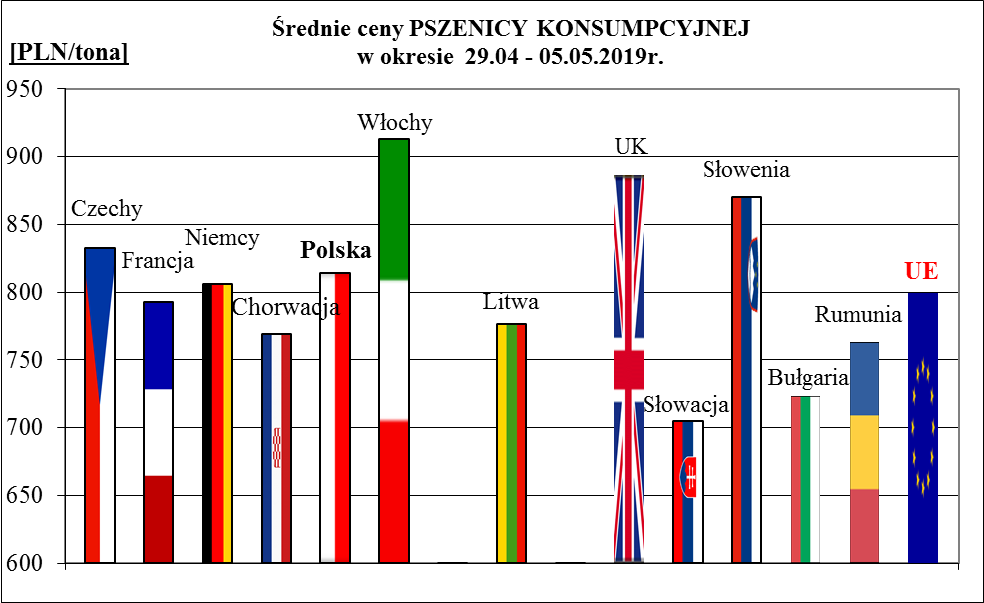 Średnie ceny PSZENICY KONSUMPCYJNEJ
w okresie 29.04 - 05.05.2019r.
[PLN/tona]
950
900
850
800
750
700
650
600
Czechy
Francja
Niemcy
Chorwacja
Polska
Włochy
Litwa
UK
Słowacja
Słowenia
Bułgaria
Rumunia
UE